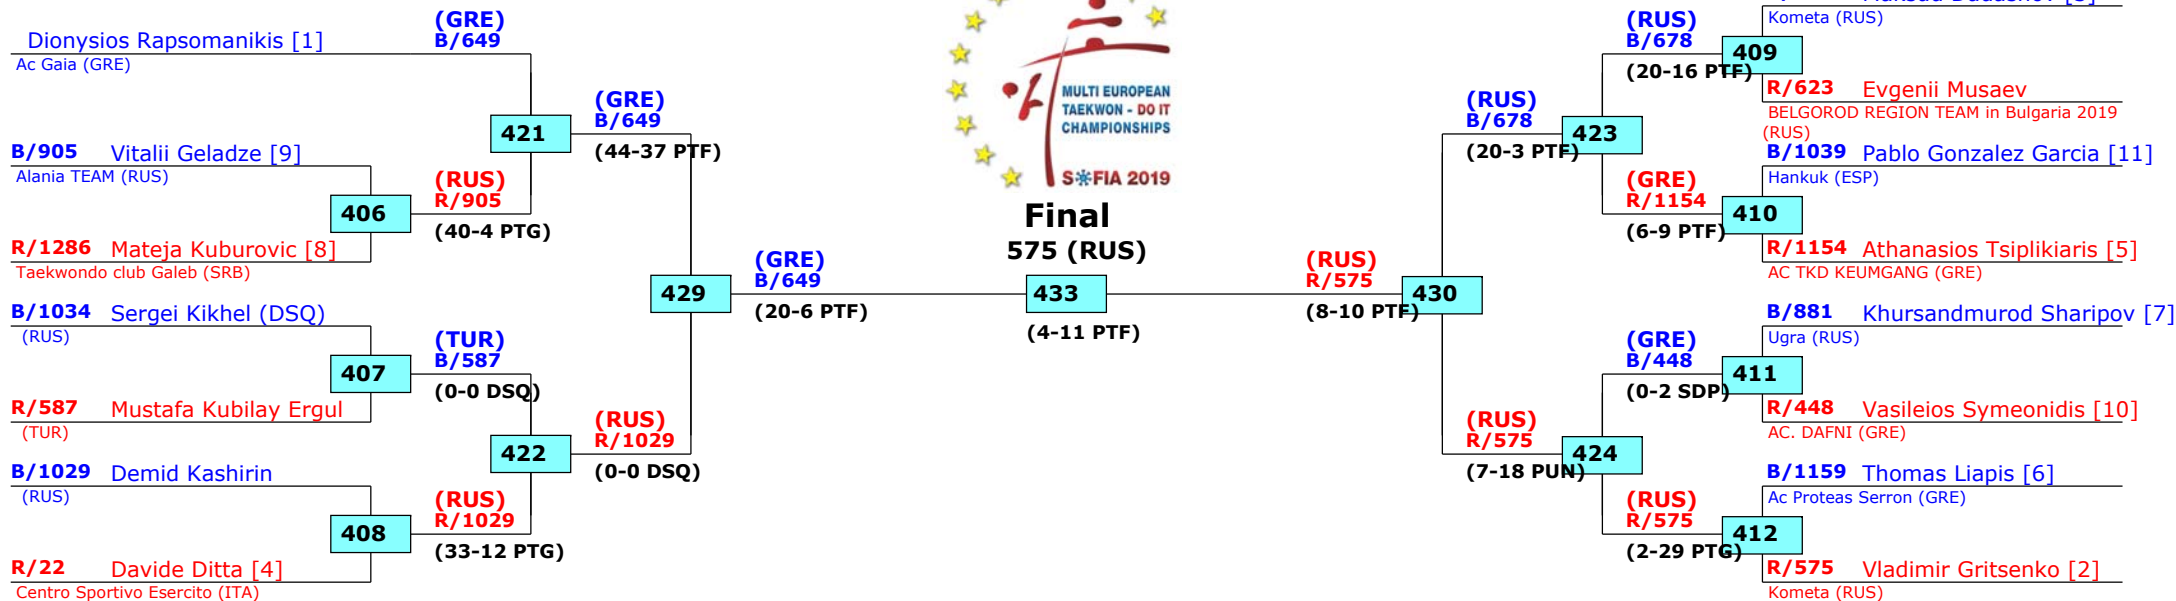 Dionysios Rapsomanikis [1]
Ac Gaia (GRE)
B/905 Vitalii Geladze [9]
Alania TEAM (RUS)
R/1286 Mateja Kuburovic [8]
Taekwondo club Galeb (SRB)
B/1034 Sergei Kikhel (DSQ)
(RUS)
R/587 Mustafa Kubilay Ergul
(TUR)
B/1029 Demid Kashirin
(RUS)
R/22 Davide Ditta [4]
Centro Sportivo Esercito (ITA)
406
407
408
(GRE)
B/649
(RUS)
R/905
(40-4 PTG)
(TUR)
B/587
(0-0 DSQ)
(RUS)
R/1029
(33-12 PTG)
421
422
(GRE)
B/649
(44-37 PTF)
(RUS)
R/1029
(0-0 DSQ)
429
(GRE)
B/649
(20-6 PTF)
MULTI EUROPEAN
TAEKWON - DO IT
CHAMPIONSHIPS
SOFIA 2019
Final
575 (RUS)
433
(4-11 PTF)
(RUS)
R/575
(8-10 PTF)
430
(RUS)
B/678
(20-3 PTF)
(RUS)
R/575
(7-18 PUN)
423
424
(RUS)
B/678
(20-16 PTF)
(GRE)
R/1154
(6-9 PTF)
(GRE)
B/448
(0-2 SDP)
(RUS)
R/575
(2-29 PTG)
409
410
411
412
Kometa (RUS)
R/623 Evgenii Musaev
BELGOROD REGION TEAM in Bulgaria 2019
(RUS)
B/1039 Pablo Gonzalez Garcia [11]
Hankuk (ESP)
R/1154 Athanasios Tsiplikiaris [5]
AC TKD KEUMGANG (GRE)
B/881 Khursandmurod Sharipov [7]
Ugra (RUS)
R/448 Vasileios Symeonidis [10]
AC. DAFNI (GRE)
B/1159 Thomas Liapis [6]
Ac Proteas Serron (GRE)
R/575 Vladimir Gritsenko [2]
Kometa (RUS)